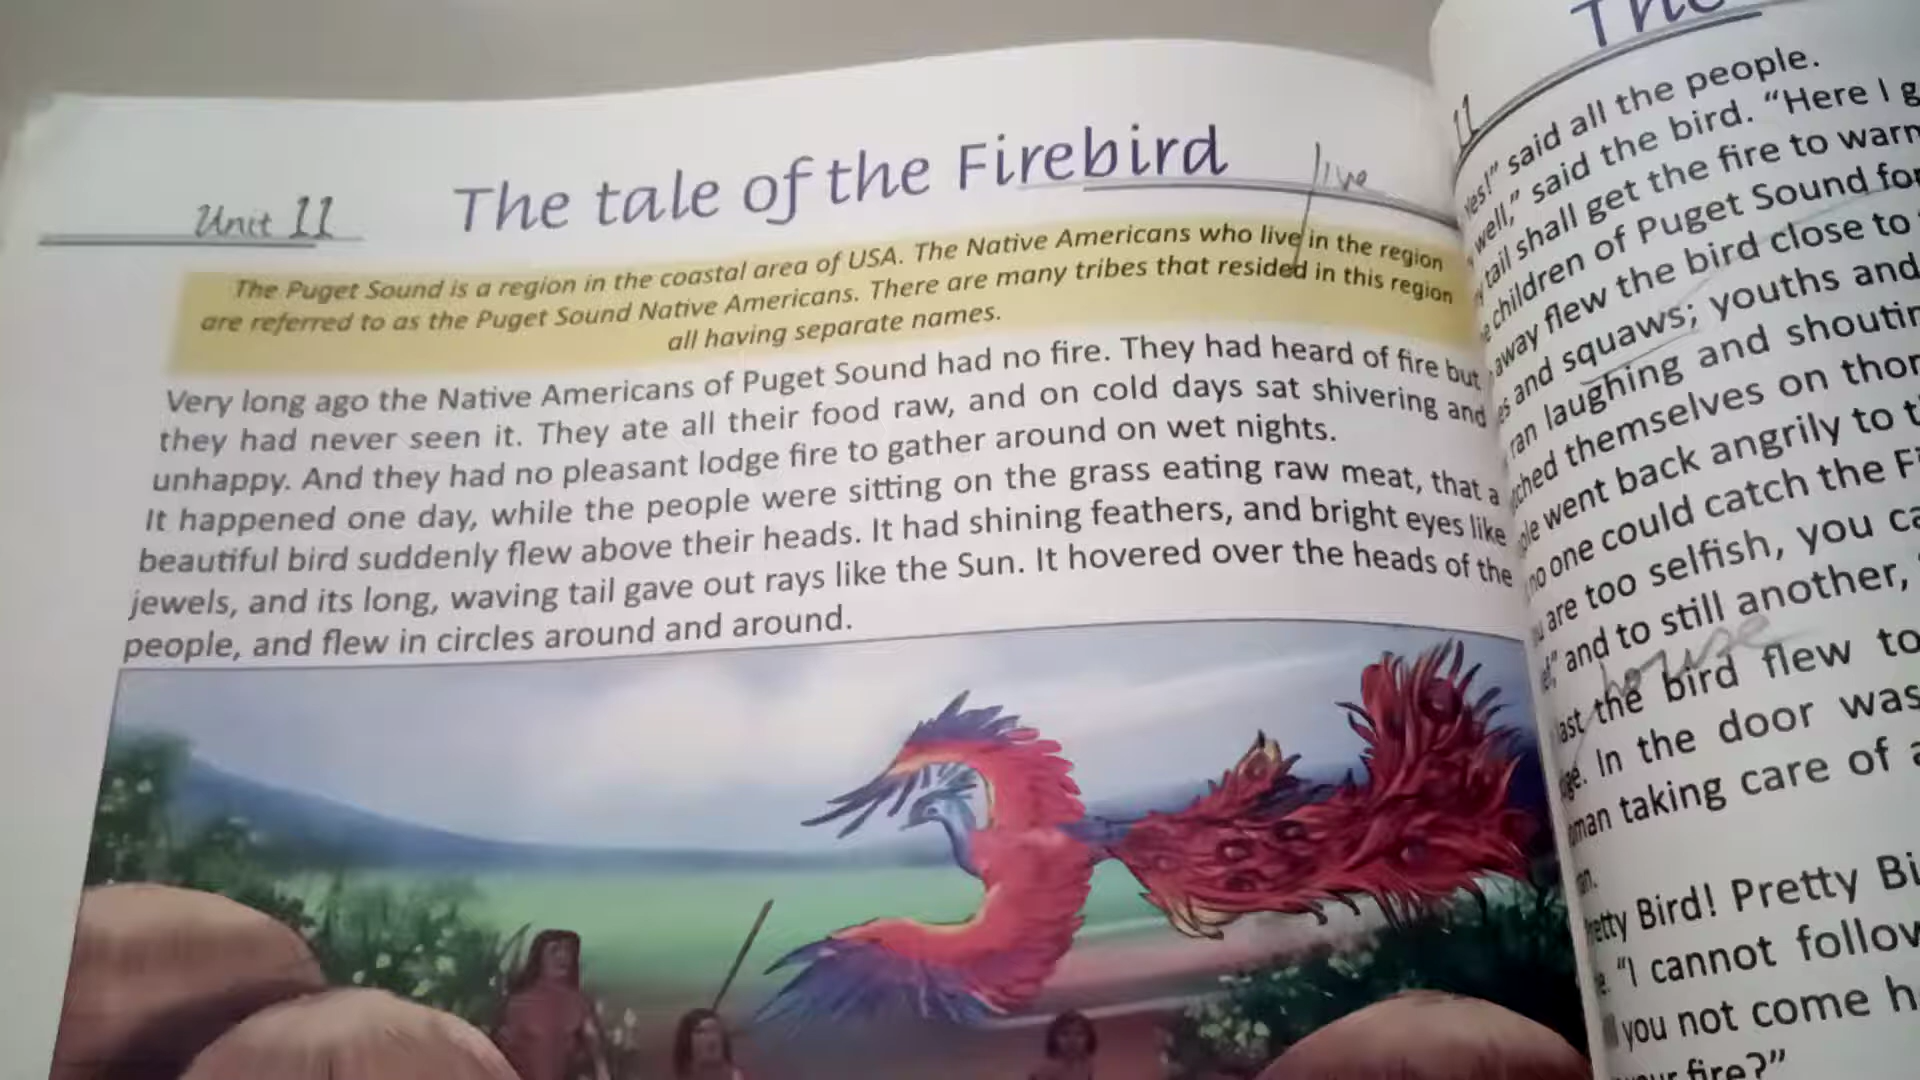 Unit 11
The tale of the Firebird
live
The Puget Sound is a region in the coastal area of USA. The Native Americans who live in the region
are referred to as the Puget Sound Native Americans. There are many tribes that resided in this region
all having separate names.
Very long ago the Native Americans of Puget Sound had no fire. They had heard of fire but
they had never seen it. They ate all their food raw, and on cold days sat shivering and
unhappy. And they had no pleasant lodge fire to gather around on wet nights.
It happened one day, while the people were sitting on the grass eating raw meat, that a
beautiful bird suddenly flew above their heads. It had shining feathers, and bright eyes like
jewels, and its long, waving tail gave out rays like the Sun. It hovered over the heads of the
people, and flew in circles around and around.
The
11
said all the people.
well," said the bird. "Here I
tail shall get the fire to
children of Puget Sound
away flew the bird close to
and squaws; youths and
ran laughing and
themselves on
went back angrily to
no one could catch the
are too selfish, you
and to still another,
house
the bird flew to
In the door was
taking care of
Bird! Pretty
"I cannot
you not come
fire?"